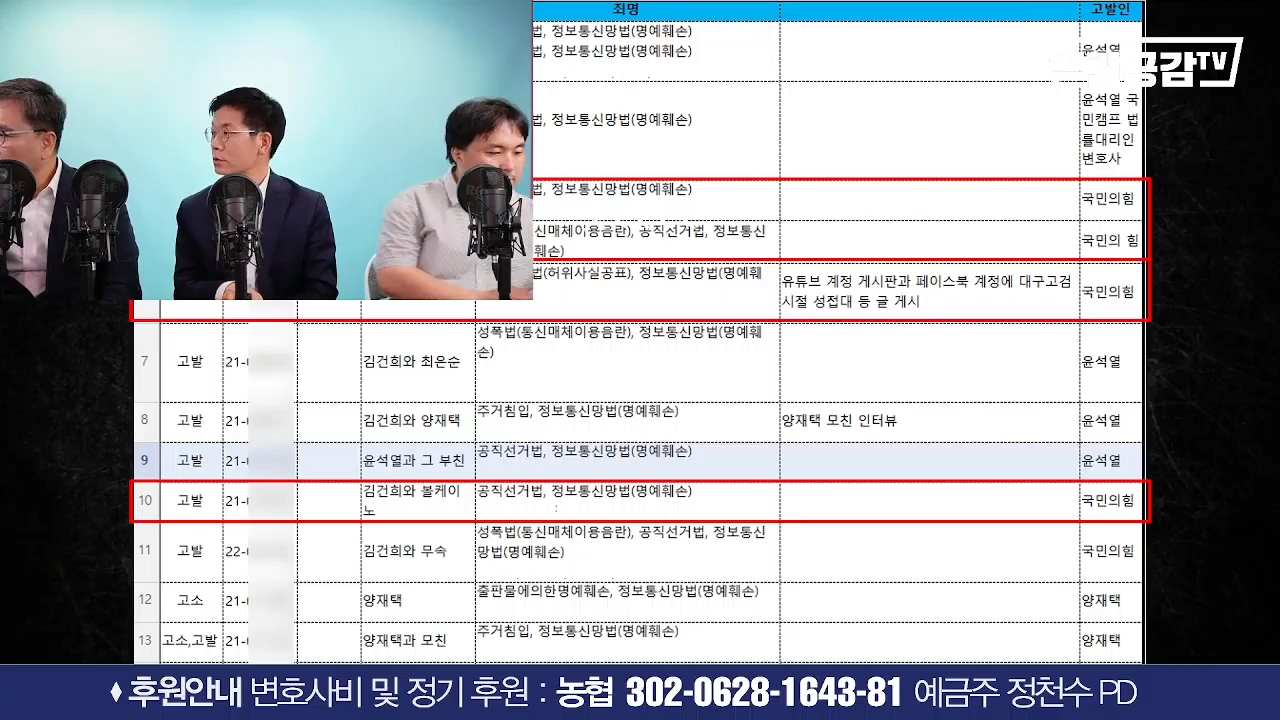 죄명
고발인
법, 정보통신망법(명예훼손)
법, 정보통신망법(명예훼손)
윤석열
공감TV
법, 정보통신망법(명예훼손)
윤석열 국
민캠프 법
률대리인
변호사
법, 정보통신망법(명예훼손)
국민의힘
신매체이용음란), 공직선거법, 정보통신
훼손)
국민의 힘
법(허위사실공표), 정보통신망법(명예훼
유튜브 계정 게시판과 페이스북 계정에 대구고검
시절 성접대 등 글 게시
국민의힘
7
고발
21-
김건희와 최은순
성폭법(통신매체이용음란), 정보통신망법(명예훼
손)
윤석열
8
고발
21-
김건희와 양재택
주거침입, 정보통신망법(명예훼손)
양재택 모친 인터뷰
윤석열
9
고발
21-
윤석열과 그 부친
공직선거법, 정보통신망법(명예훼손)
윤석열
10
고발
21-
김건희와 볼케이
노
공직선거법, 정보통신망법(명예훼손)
국민의힘
11
고발
22-
김건희와 무속
성폭법(통신매체이용음란), 공직선거법, 정보통신
망법(명예훼손)
국민의힘
12
고소
21-
양재택
출판물에의한명예훼손, 정보통신망법(명예훼손)
양재택
13
고소,고발
21-
양재택과 모친
주거침입, 정보통신망법(명예훼손)
양재택
♦ 후원안내 변호사비 및 정기 후원 : 농협 302-0628-1643-81 예금주 정천수 PD